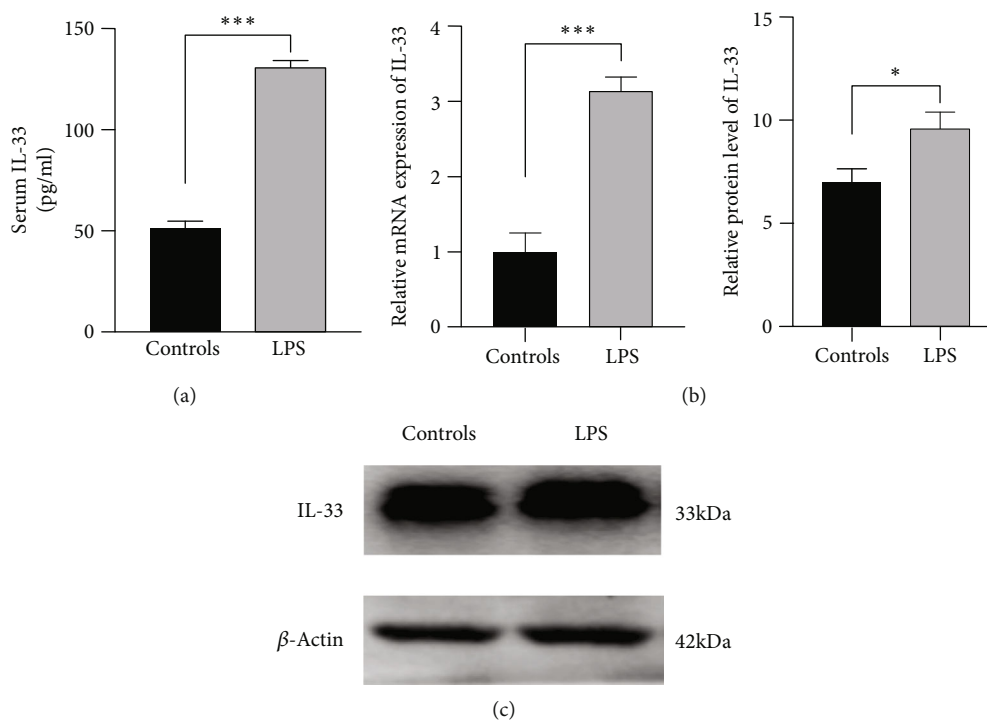 Serum IL-33
(pg/ml)
150
100
50
0
***
Controls
LPS
(a)
Relative mRNA expression of IL-33
4
3
2
1
0
***
Controls
LPS
Relative protein level of IL-33
15
10
5
0
*
Controls
LPS
(b)
Controls
LPS
IL-33
33kDa
β-Actin
42kDa
(c)